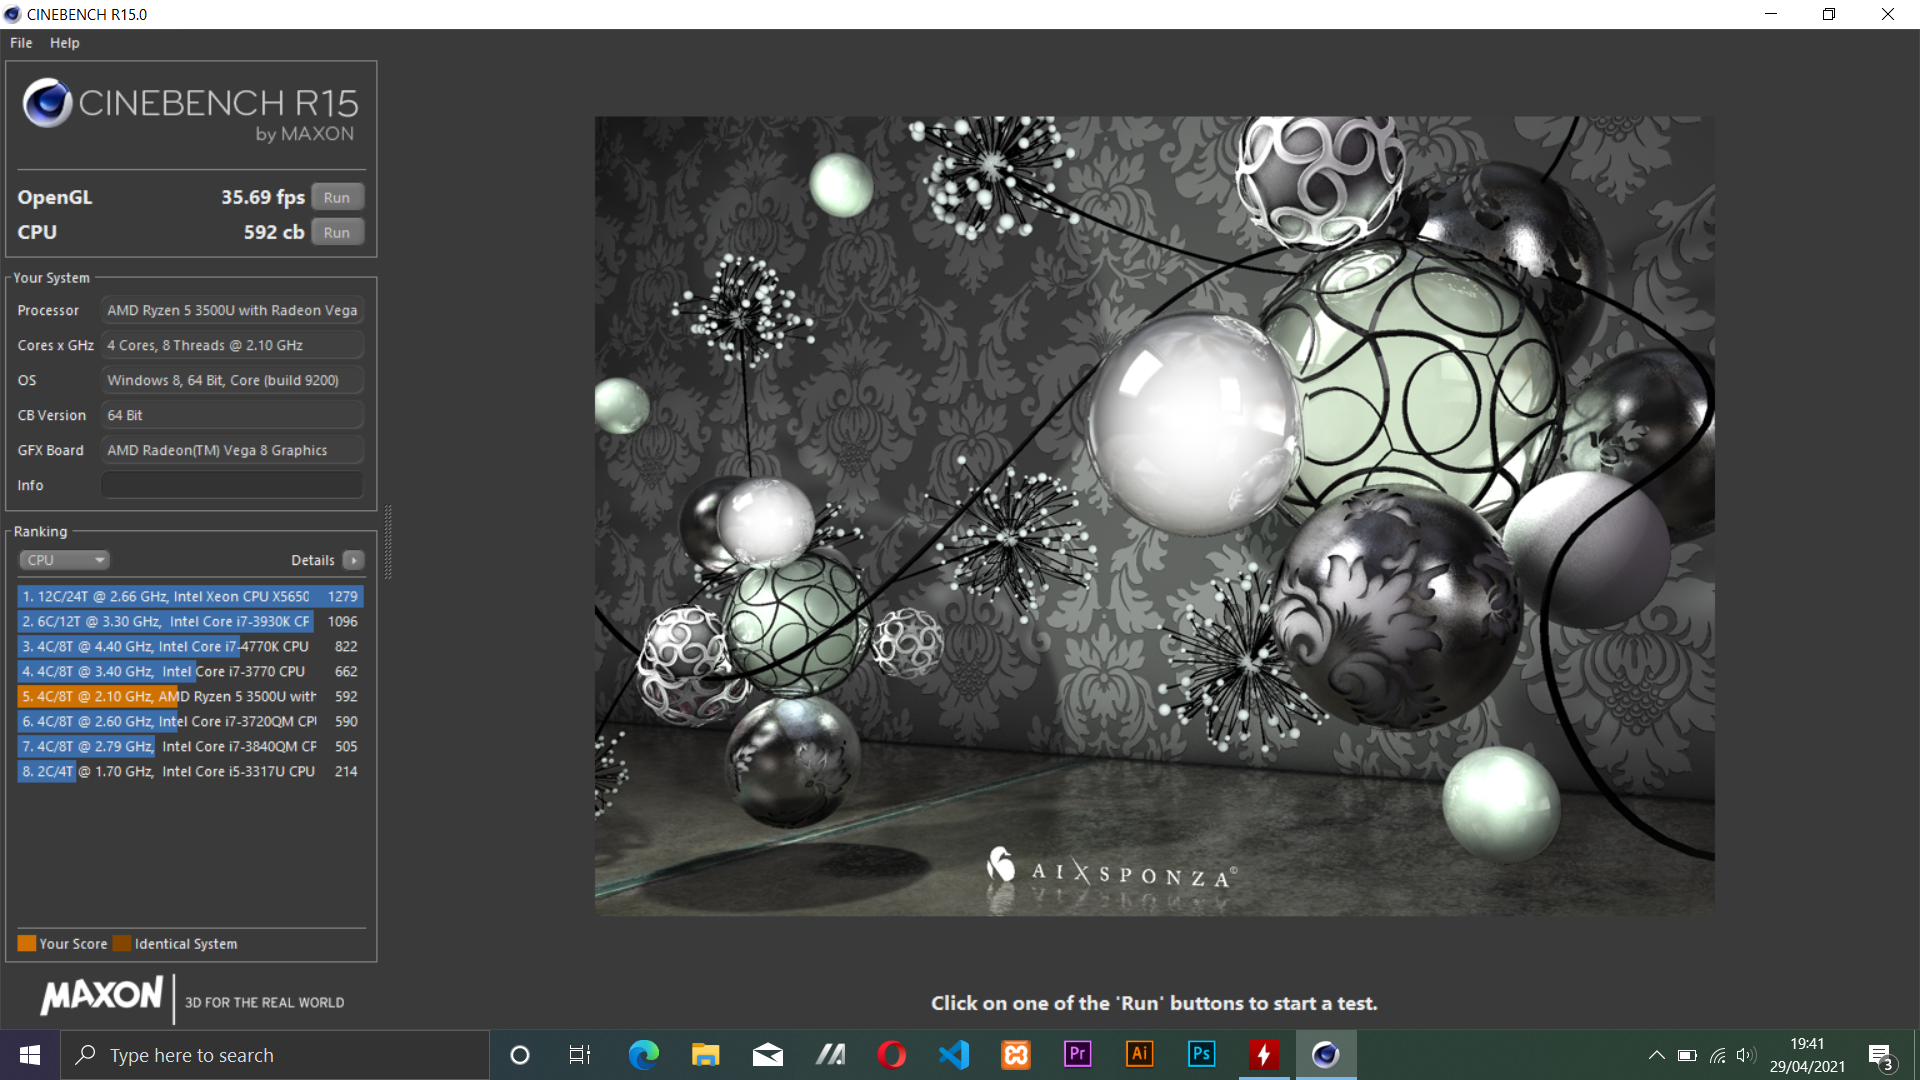 CINEBENCH R15.0
File Help
CINEBENCH R15
by MAXON
OpenGL 35.69 fps Run
CPU 592 cb Run
Your System
Processor AMD Ryzen 5 3500U with Radeon Vega
Cores x GHz 4 Cores, 8 Threads @ 2.10 GHz
OS Windows 8, 64 Bit, Core (build 9200)
CB Version 64 Bit
GFX Board AMD Radeon(TM) Vega 8 Graphics
Info
Ranking
CPU Details
1. 12C/24T @ 2.66 GHz, Intel Xeon CPU X5650 1279
2. 6C/12T @ 3.30 GHz, Intel Core i7-3930K CP 1096
3. 4C/8T @ 4.40 GHz, Intel Core i7-4770K CPU 822
4. 4C/8T @ 3.40 GHz, Intel Core i7-3770 CPU 662
5. 4C/8T @ 2.10 GHz, AMD Ryzen 5 3500U with 592
6. 4C/8T @ 2.60 GHz, Intel Core i7-3720QM CPU 590
7. 4C/8T @ 2.79 GHz, Intel Core i7-3840QM CP 505
8. 2C/4T @ 1.70 GHz, Intel Core i5-3317U CPU 214
Your Score Identical System
MAXON 3D FOR THE REAL WORLD
AIXSPONZA©
Click on one of the 'Run' buttons to start a test.
Type here to search
Pr Ai Ps
19:41
29/04/2021
3